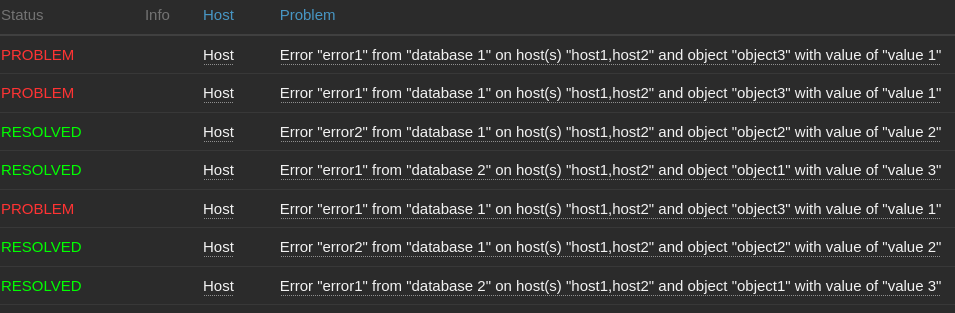 Status Info Host Problem
PROBLEM Host Error "error1" from "database 1" on host(s) "host1,host2" and object "object3" with value of "value 1"
PROBLEM Host Error "error1" from "database 1" on host(s) "host1,host2" and object "object3" with value of "value 1"
RESOLVED Host Error "error2" from "database 1" on host(s) "host1,host2" and object "object2" with value of "value 2"
RESOLVED Host Error "error1" from "database 2" on host(s) "host1,host2" and object "object1" with value of "value 3"
PROBLEM Host Error "error1" from "database 1" on host(s) "host1,host2" and object "object3" with value of "value 1"
RESOLVED Host Error "error2" from "database 1" on host(s) "host1,host2" and object "object2" with value of "value 2"
RESOLVED Host Error "error1" from "database 2" on host(s) "host1,host2" and object "object1" with value of "value 3"